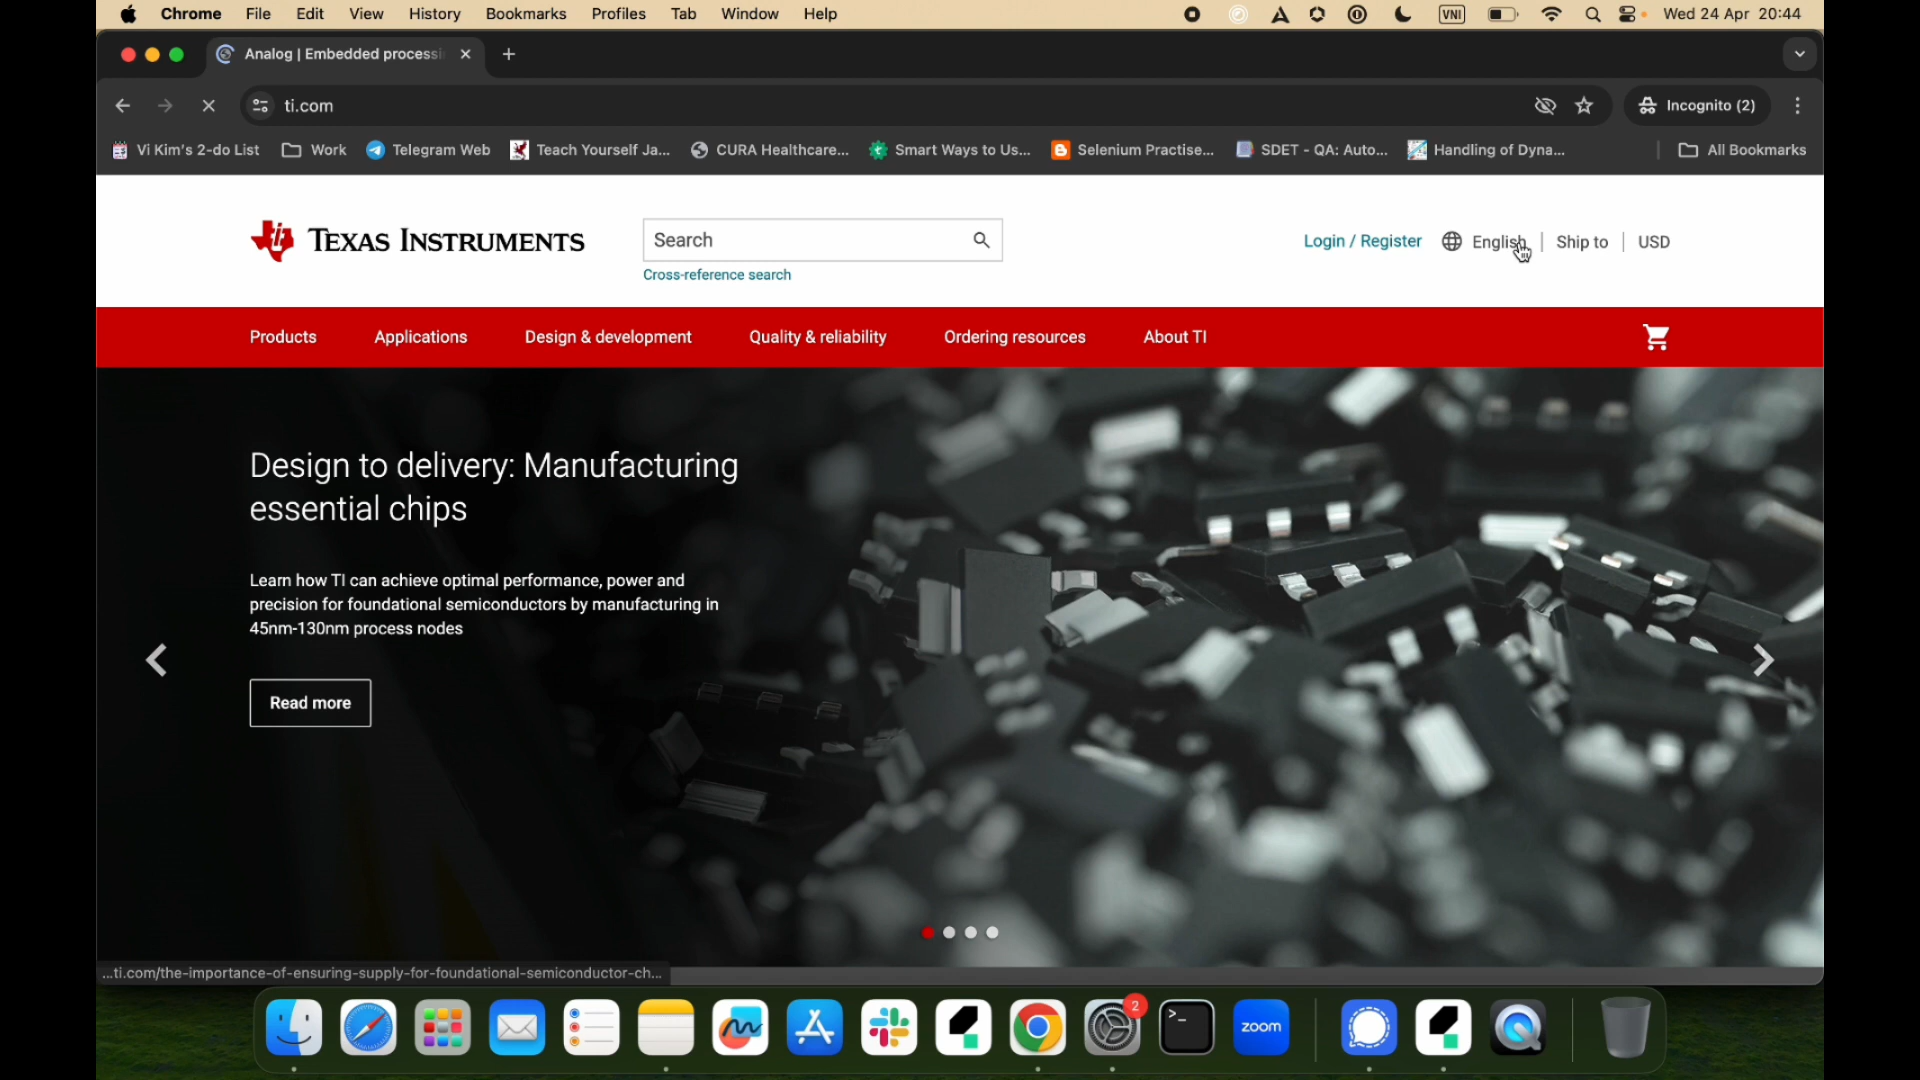 Chrome File Edit View History Bookmarks Profiles Tab Window Help VNI Wed 24 Apr 20:44
Analog | Embedded processi
ti.com Incognito (2)
Vi Kim's 2-do List Work Telegram Web Teach Yourself Ja... CURA Healthcare... Smart Ways to Us... Selenium Practise... SDET - QA: Auto... Handling of Dyna... All Bookmarks
TEXAS INSTRUMENTS Search Login / Register English Ship to USD
Cross-reference search
Products Applications Design & development Quality & reliability Ordering resources About TI
Design to delivery: Manufacturing
essential chips
Learn how TI can achieve optimal performance, power and
precision for foundational semiconductors by manufacturing in
45nm-130nm process nodes
Read more
...ti.com/the-importance-of-ensuring-supply-for-foundational-semiconductor-ch...
2
zoom